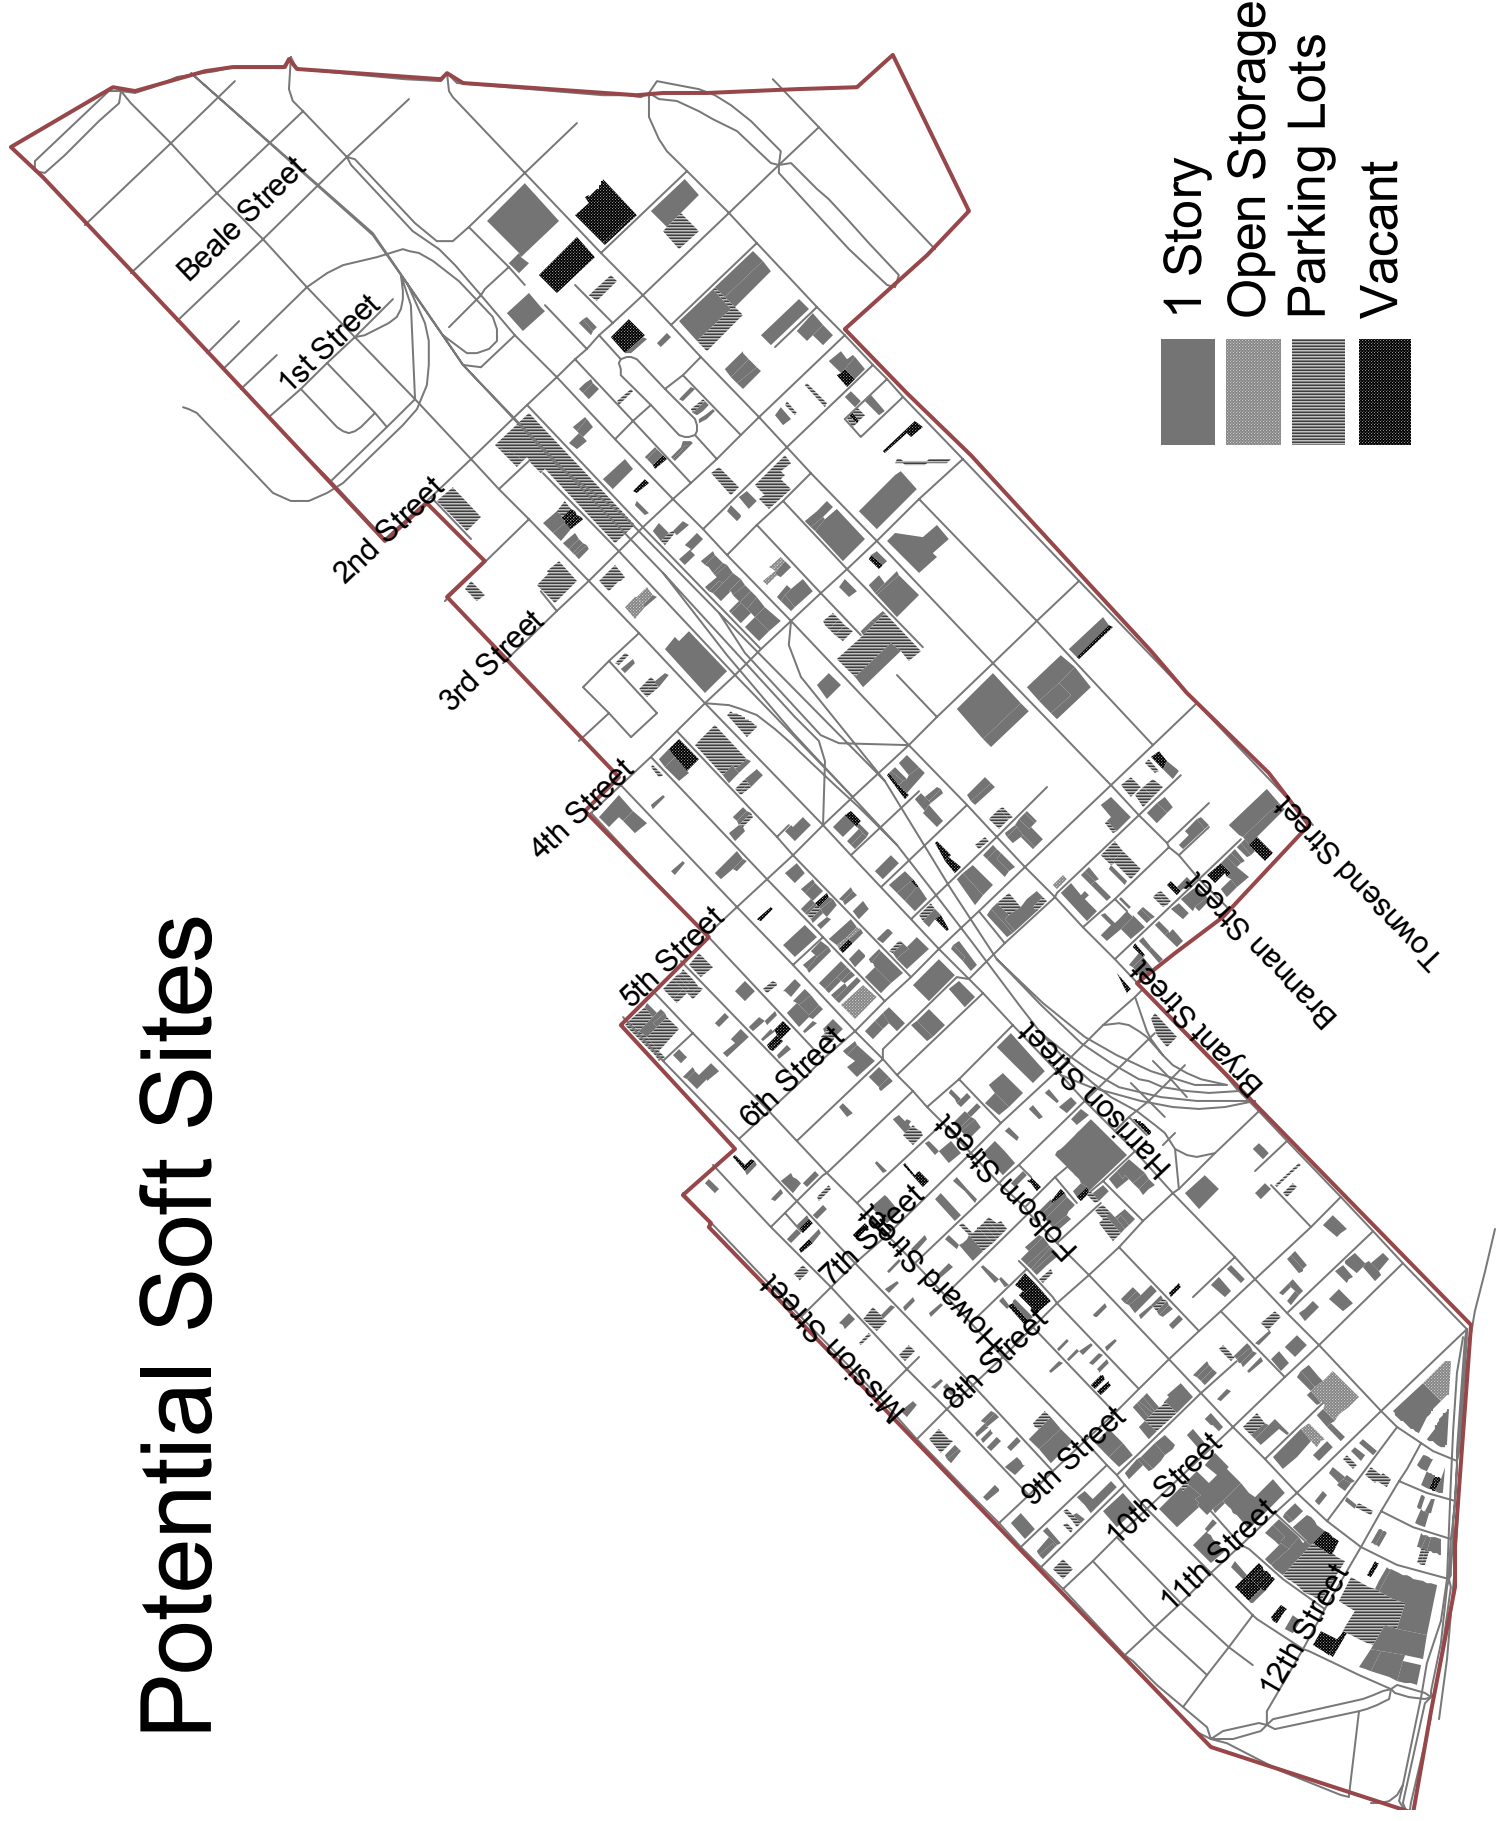 Potential Soft Sites
1 Story
Open Storage
Parking Lots
Vacant
Beale Street
1st Street
2nd Street
3rd Street
4th Street
5th Street
6th Street
7th Street
8th Street
9th Street
10th Street
11th Street
12th Street
Mission Street
Howard Street
Folsom Street
Harrison Street
Bryant Street
Brannan Street
Townsend Street